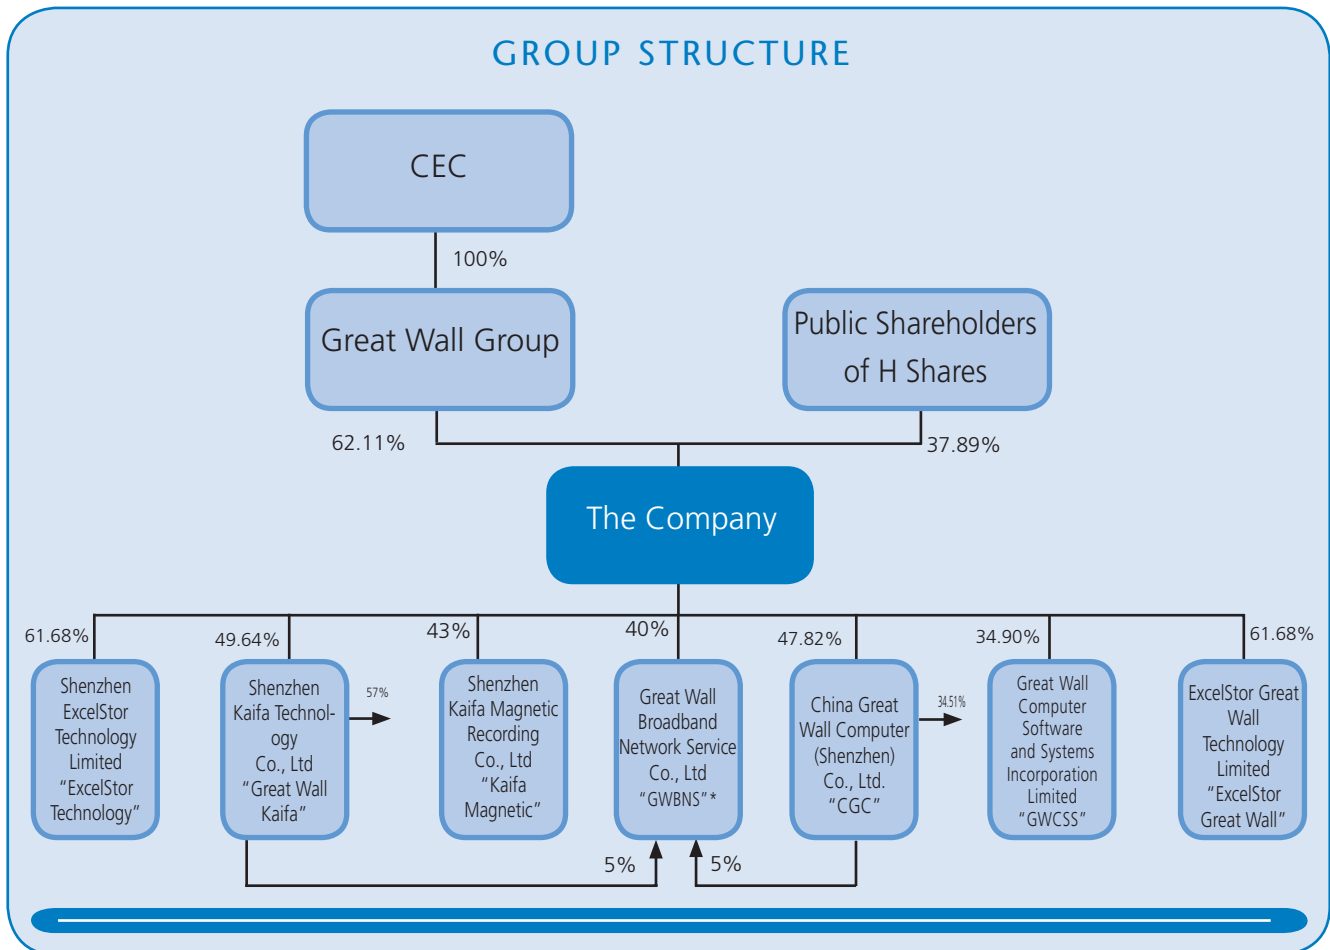 GROUP STRUCTURE
CEC
100%
Great Wall Group
Public Shareholders
of H Shares
62.11%
37.89%
The Company
61.68%
49.64%
43%
40%
47.82%
34.90%
61.68%
Shenzhen
ExcelStor
Technology
Limited
“ExcelStor
Technology”
Shenzhen
Kaifa Technol-
ogy
Co., Ltd
“Great Wall
Kaifa”
57%
Shenzhen
Kaifa Magnetic
Recording
Co., Ltd
“Kaifa
Magnetic”
Great Wall
Broadband
Network Service
Co., Ltd
“GWBNS”*
China Great
Wall Computer
(Shenzhen)
Co., Ltd.
“CGC”
34.51%
Great Wall
Computer
Software
and Systems
Incorporation
Limited
“GWCSS”
ExcelStor Great
Wall
Technology
Limited
“ExcelStor
Great Wall”
5%
5%